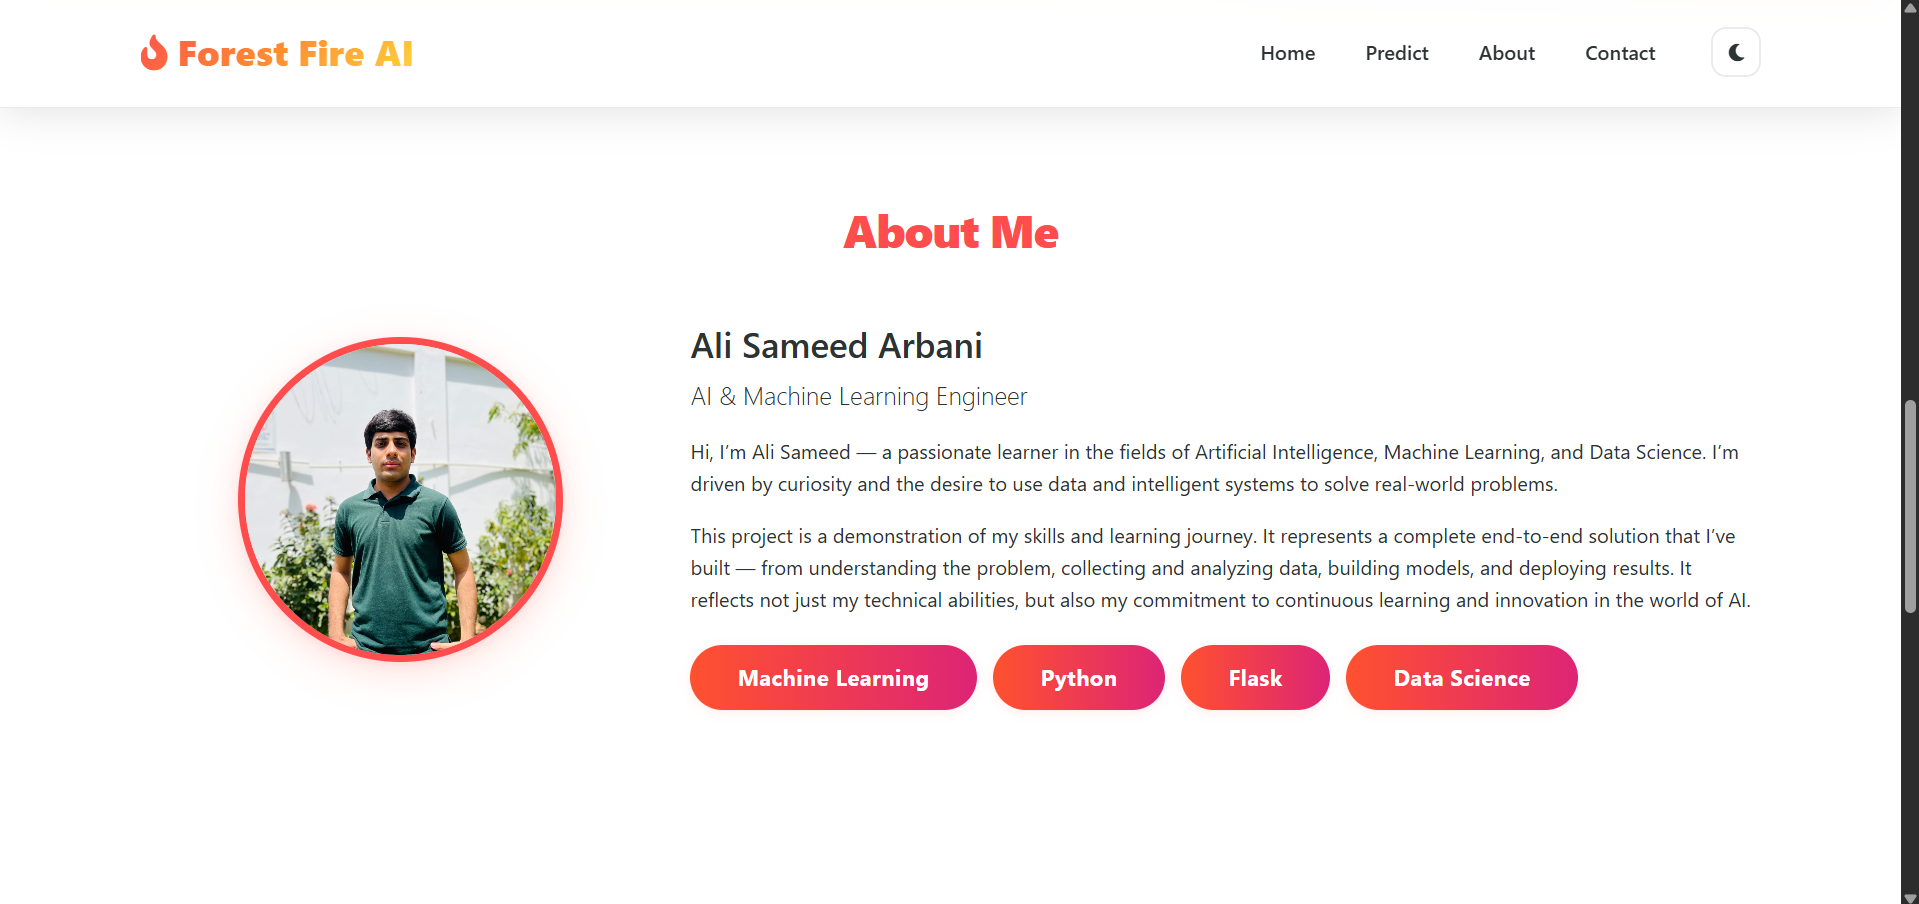 Forest Fire AI
Home
Predict
About
Contact
About Me
Ali Sameed Arbani
AI & Machine Learning Engineer
Hi, I’m Ali Sameed — a passionate learner in the fields of Artificial Intelligence, Machine Learning, and Data Science. I’m
driven by curiosity and the desire to use data and intelligent systems to solve real-world problems.
This project is a demonstration of my skills and learning journey. It represents a complete end-to-end solution that I’ve
built — from understanding the problem, collecting and analyzing data, building models, and deploying results. It
reflects not just my technical abilities, but also my commitment to continuous learning and innovation in the world of AI.
Machine Learning
Python
Flask
Data Science